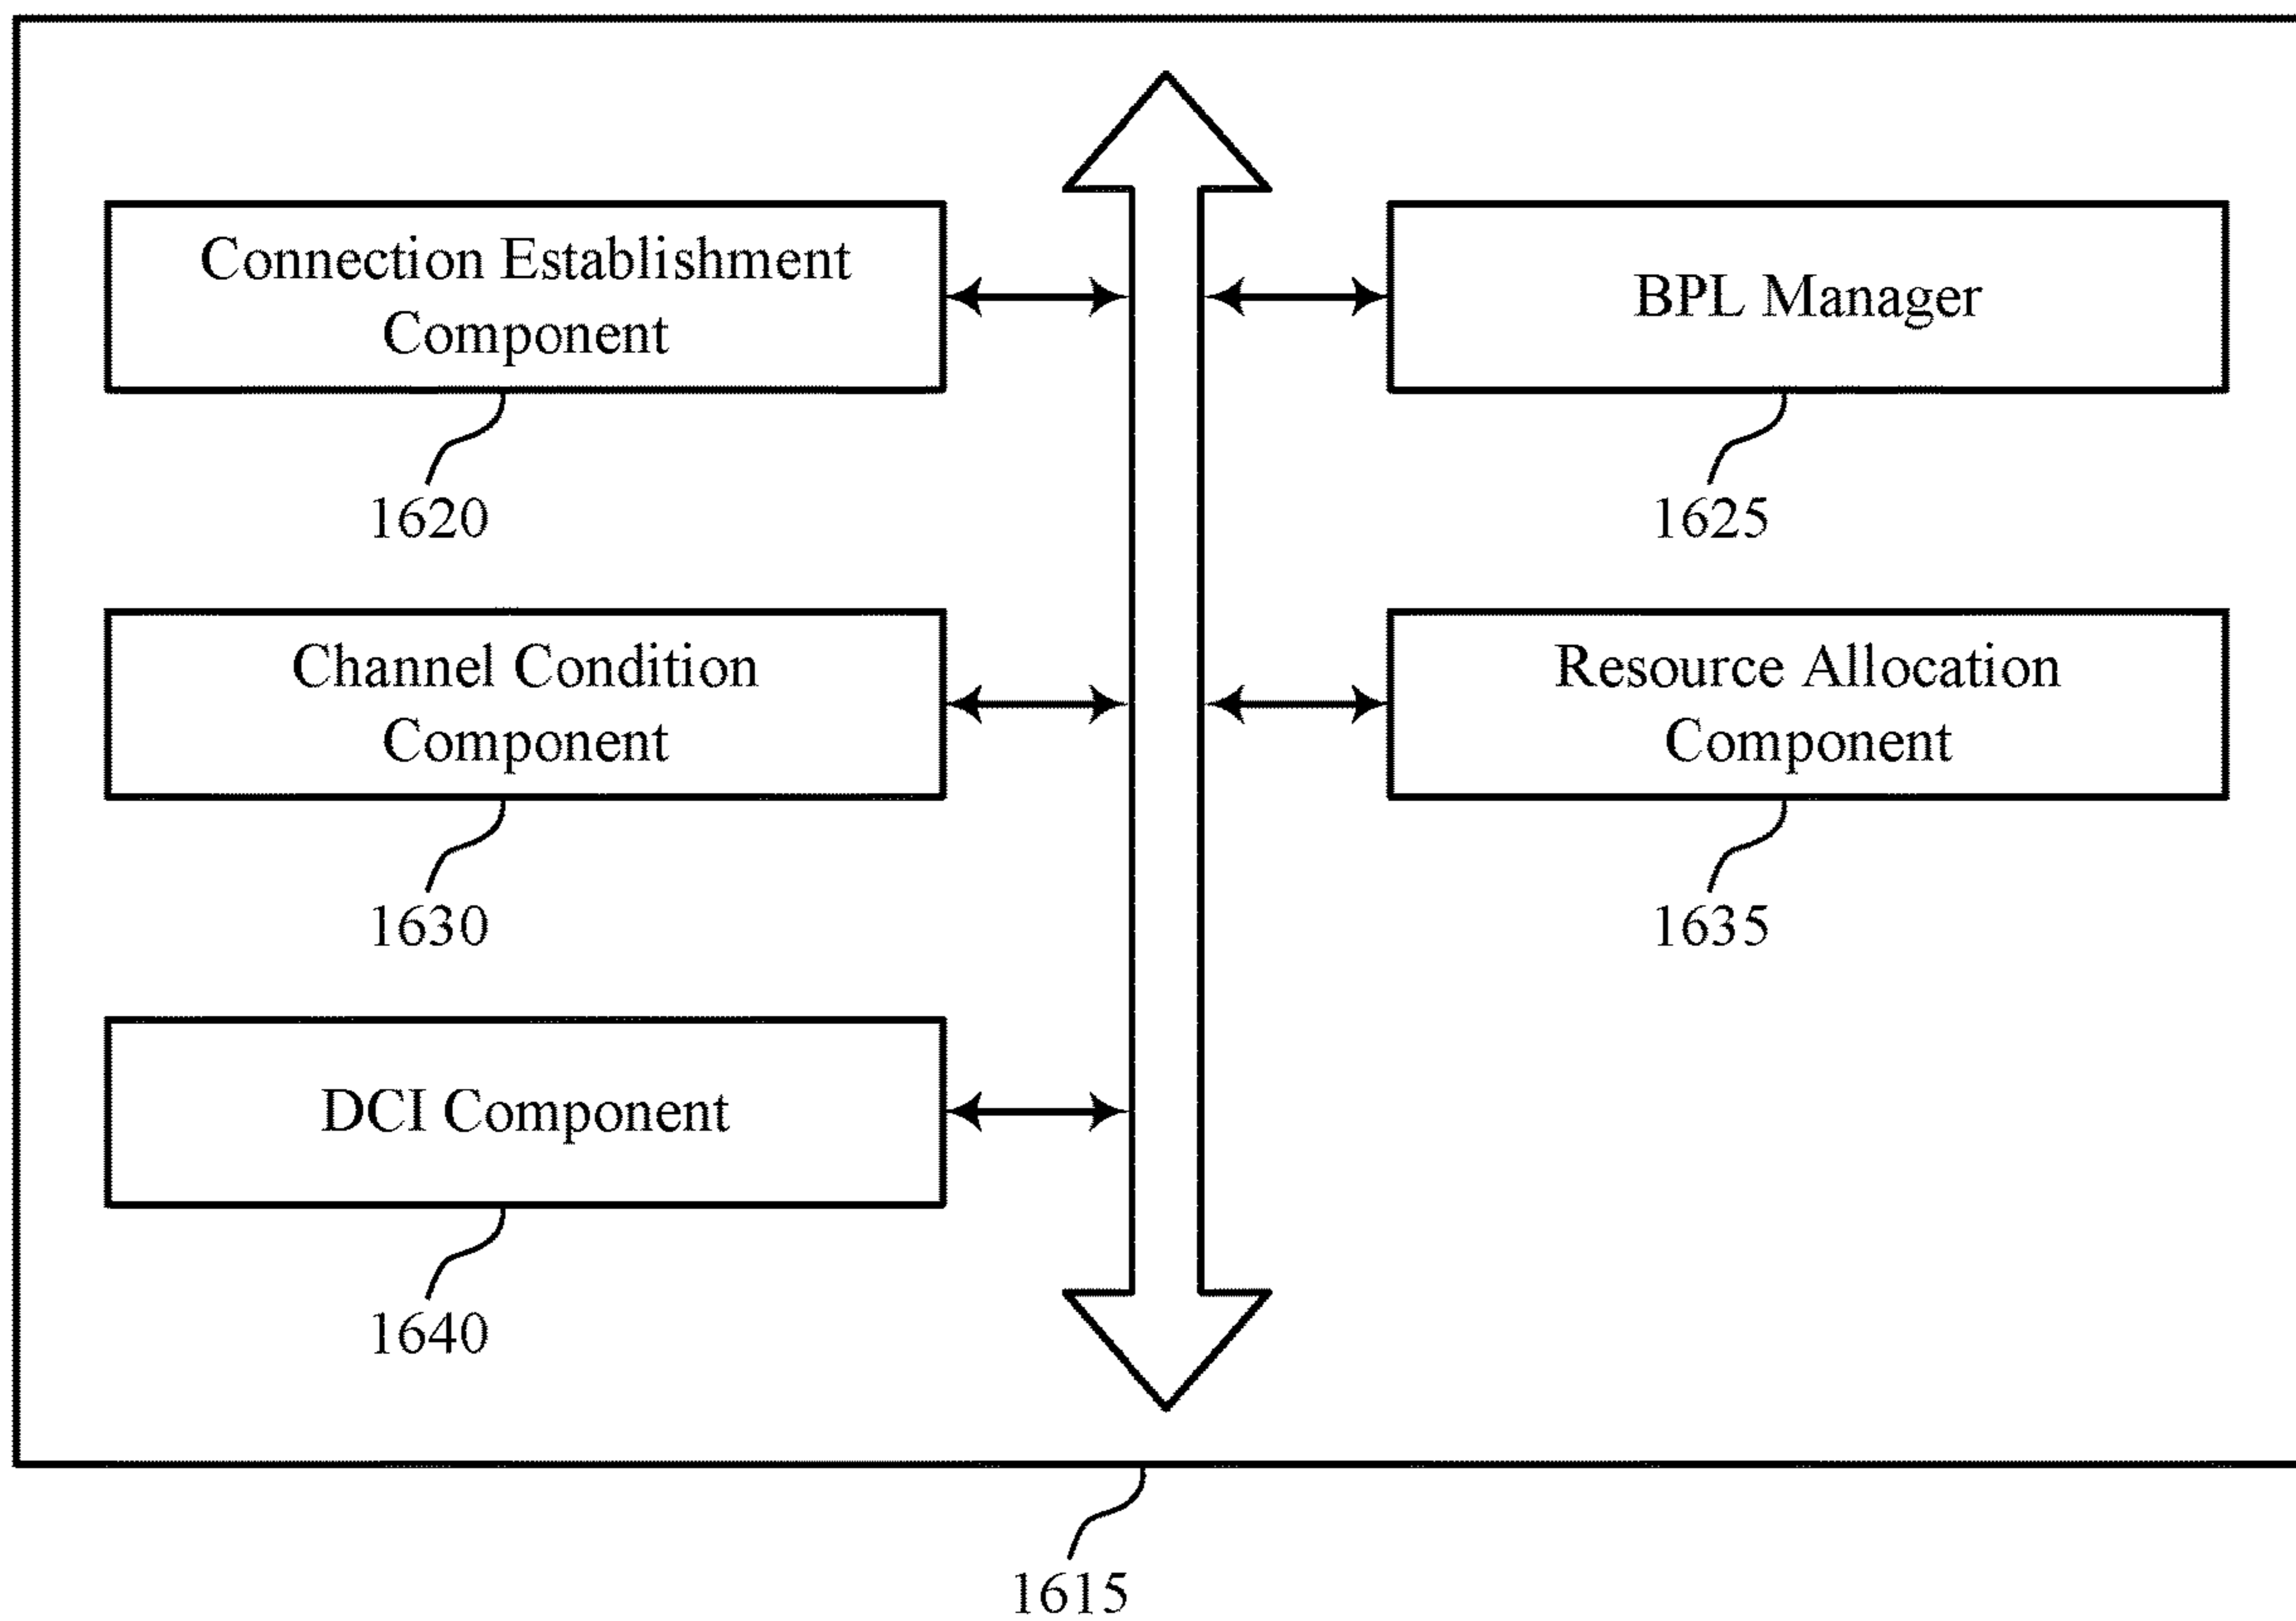 Connection Establishment
Component
BPL Manager
1620
1625
Channel Condition
Component
Resource Allocation
Component
1630
1635
DCI Component
1640
1615